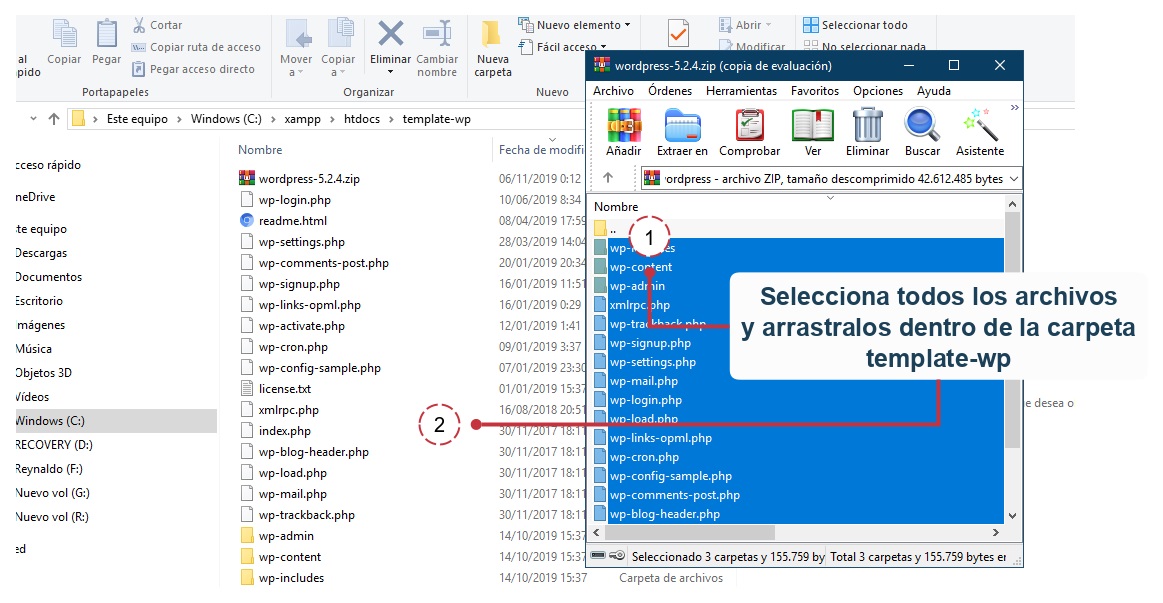 Cortar
Copiar ruta de acceso
Pegar acceso directo
Copiar
Pegar
Mover a
Copiar a
Eliminar
Cambiar nombre
Nueva carpeta
Nuevo elemento
Fácil acceso
Abrir
Modificar
Seleccionar todo
No seleccionar nada
Portapapeles
Organizar
Nuevo
Este equipo > Windows (C:) > xampp > htdocs > template-wp
cceso rápido
neDrive
ste equipo
Descargas
Documentos
Escritorio
mágenes
Música
Objetos 3D
Vídeos
Windows (C:)
RECOVERY (D:)
Reynaldo (F:)
Nuevo vol (G:)
Nuevo vol (R:)
ed
Nombre Fecha de modifi
wordpress-5.2.4.zip 06/11/2019 0:12
wp-login.php 10/06/2019 8:34
readme.html 08/04/2019 17:59
wp-settings.php 28/03/2019 14:04
wp-comments-post.php 20/01/2019 20:34
wp-signup.php 16/01/2019 11:51
wp-links-opml.php 16/01/2019 0:29
wp-activate.php 12/01/2019 1:41
wp-cron.php 09/01/2019 3:37
wp-config-sample.php 07/01/2019 23:30
license.txt 01/01/2019 15:37
xmlrpc.php 16/08/2018 20:51
index.php 30/11/2017 18:11
wp-blog-header.php 30/11/2017 18:11
wp-load.php 30/11/2017 18:11
wp-mail.php 30/11/2017 18:11
wp-trackback.php 30/11/2017 18:11
wp-admin 14/10/2019 15:37
wp-content 14/10/2019 15:37
wp-includes 14/10/2019 15:37 Carpeta de archivos
wordpress-5.2.4.zip (copia de evaluación)
Archivo Órdenes Herramientas Favoritos Opciones Ayuda
Añadir Extraer en Comprobar Ver Eliminar Buscar Asistente
ordpress - archivo ZIP, tamaño descomprimido 42.612.485 bytes
Nombre
..
wp-content
wp-admin
xmlrpc.php
wp-trackback.php
wp-signup.php
wp-settings.php
wp-mail.php
wp-login.php
wp-load.php
wp-links-opml.php
wp-cron.php
wp-config-sample.php
wp-comments-post.php
wp-blog-header.php
Seleccionado 3 carpetas y 155.759 by Total 3 carpetas y 155.759 bytes en
e desea o
1
2
Selecciona todos los archivos
y arrastralos dentro de la carpeta
template-wp